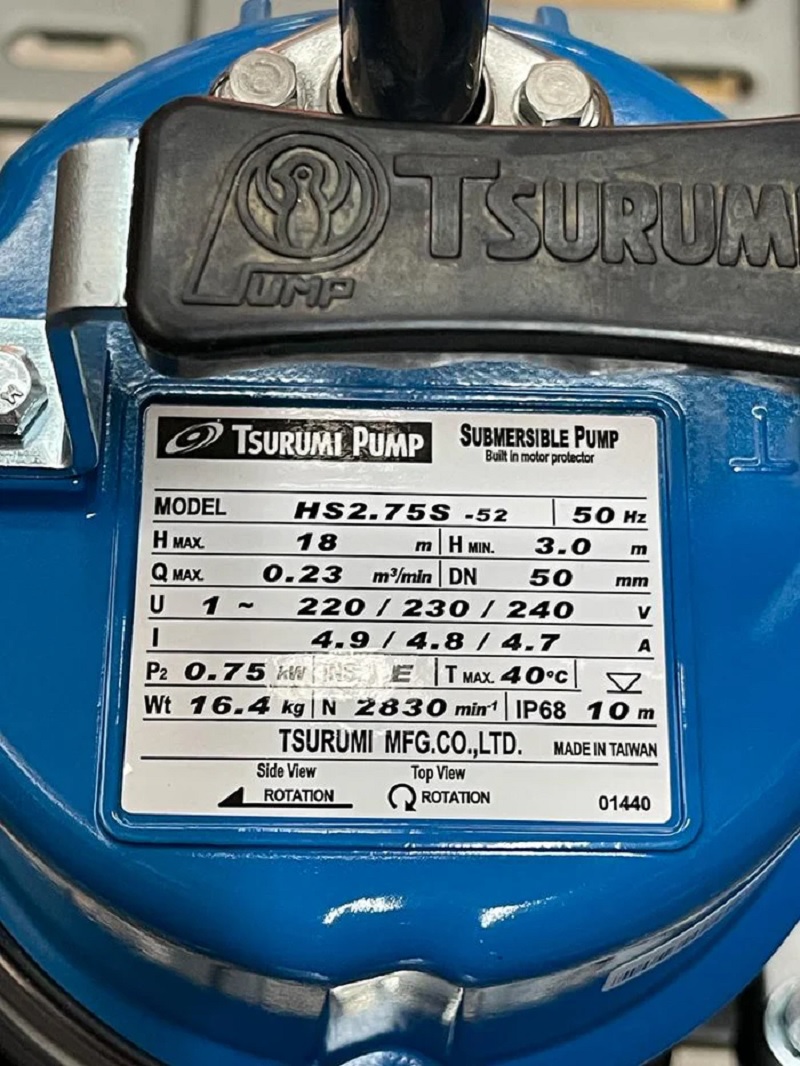 PUMP TSURUMI
TSURUMI PUMP SUBMERSIBLE PUMP
Built in motor protector
MODEL HS2.75S -52 50 Hz
H MAX. 18 m H MIN. 3.0 m
Q MAX. 0.23 m³/min DN 50 mm
U 1 ~ 220 / 230 / 240 V
I 4.9 / 4.8 / 4.7 A
P2 0.75 kW INS. E T MAX. 40°C
Wt 16.4 kg N 2830 min-1 IP68 10 m
TSURUMI MFG.CO.,LTD. MADE IN TAIWAN
Side View Top View
ROTATION ROTATION 01440